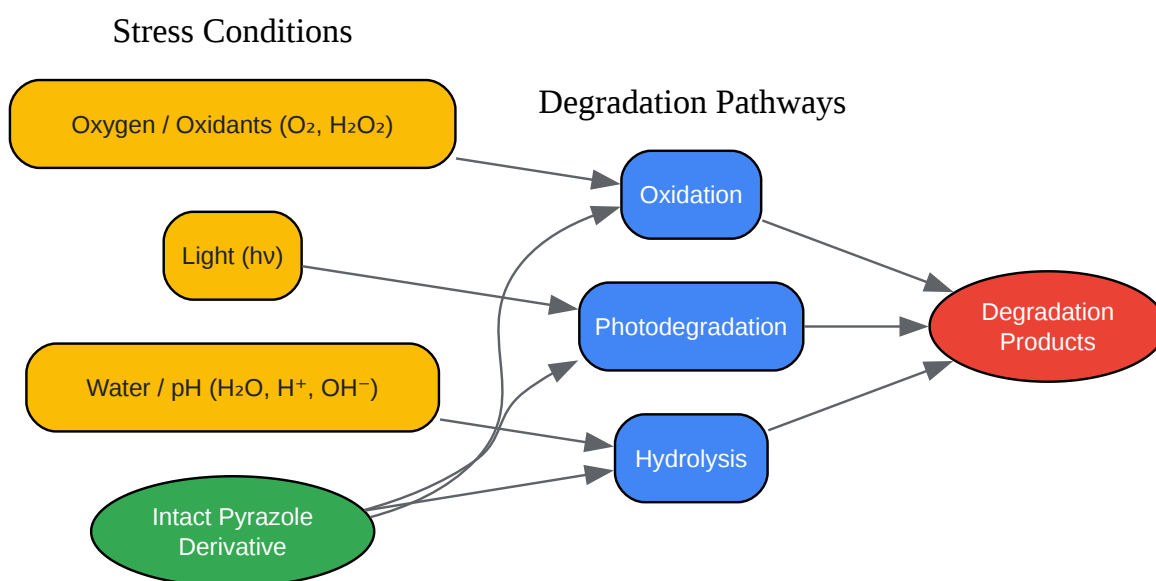 Stress Conditions
Oxygen / Oxidants (O₂, H₂O₂)
Light (hν)
Water / pH (H₂O, H⁺, OH⁻)
Intact Pyrazole
Derivative
Degradation Pathways
Oxidation
Photodegradation
Hydrolysis
Degradation
Products